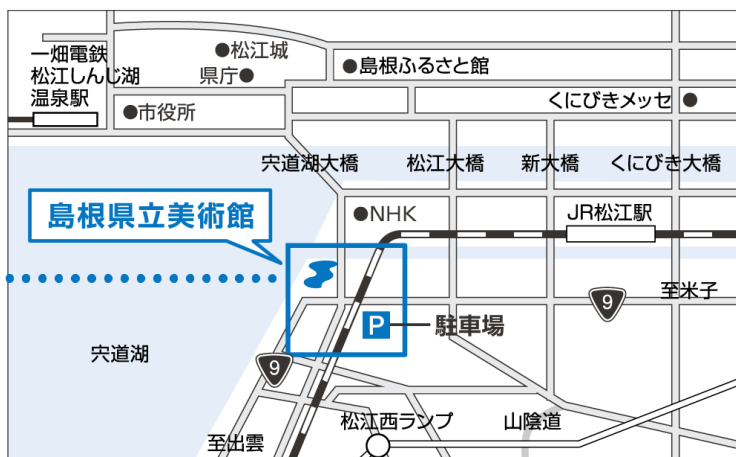 一畑電鉄
松江しんじ湖
温泉駅
●松江城
県庁●
●島根ふるさと館
●市役所
くにびきメッセ ●
宍道湖大橋
松江大橋
新大橋
くにびき大橋
島根県立美術館
●NHK
JR松江駅
9
至米子
P
駐車場
宍道湖
9
松江西ランプ
山陰道
至出雲